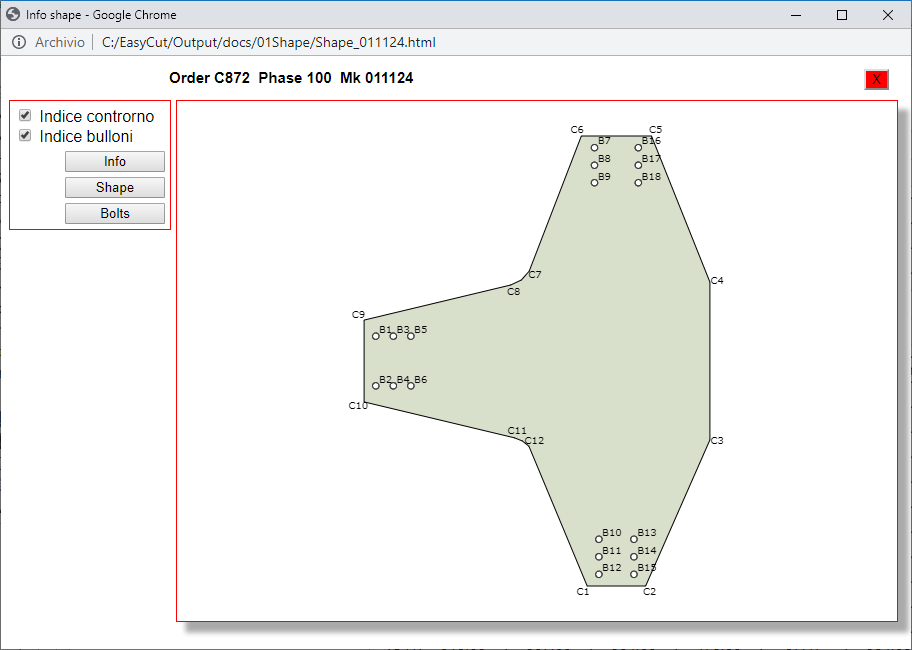 Info shape - Google Chrome
Archivio | C:/EasyCut/Output/docs/01Shape/Shape_011124.html
Order C872 Phase 100 Mk 011124
X
Indice controrno
Indice bulloni
Info
Shape
Bolts
C6 C5
B7 B16
B8 B17
B9 B18
C7
C4
C8
C9
B1 B3 B5
B2 B4 B6
C10
C11
C12
C3
B10 B13
B11 B14
B12 B15
C1 C2